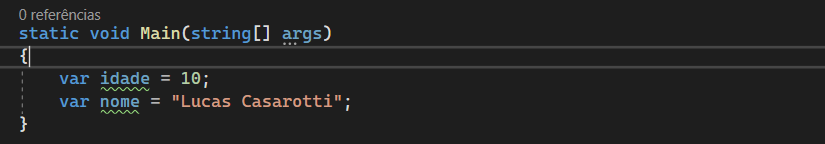 0 referências
static void Main(string[] args)
{
var idade = 10;
var nome = "Lucas Casarotti";
}